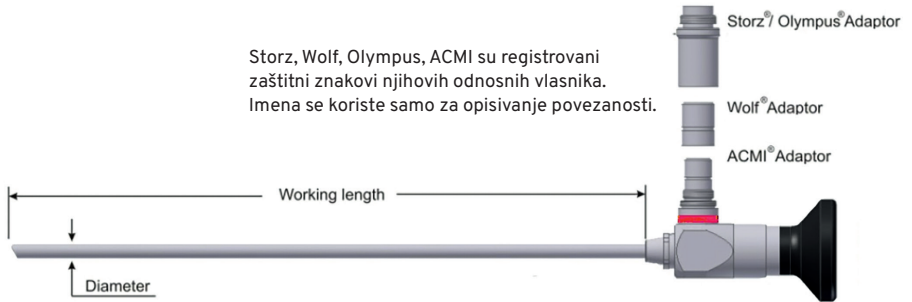 Storz®/ Olympus®Adaptor
Storz, Wolf, Olympus, ACMI su registrovani
zaštitni znakovi njihovih odnosnih vlasnika.
Imena se koriste samo za opisivanje povezanosti.
Wolf®Adaptor
ACMI®Adaptor
Working length
Diameter